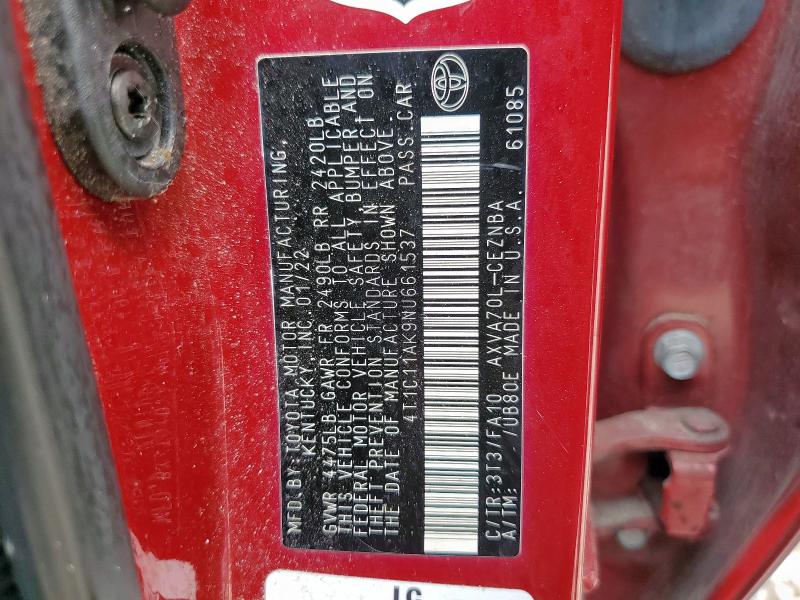 MFD.BY:TOYOTA MOTOR MANUFACTURING,
KENTUCKY, INC. 01/22
GVWR 4475LB GAWR FR 2490LB RR 2420LB
THIS VEHICLE CONFORMS TO ALL APPLICABLE
FEDERAL MOTOR VEHICLE SAFETY BUMPER AND
THEFT PREVENTION STANDARDS IN EFFECT ON
THE DATE OF MANUFACTURE SHOWN ABOVE.
4T1C11AK9NU661537 PASS.CAR
C/TR:3T3/FA10 AXVA70L-CEZNBA
A/TM: /UB80E MADE IN U.S.A. 61085